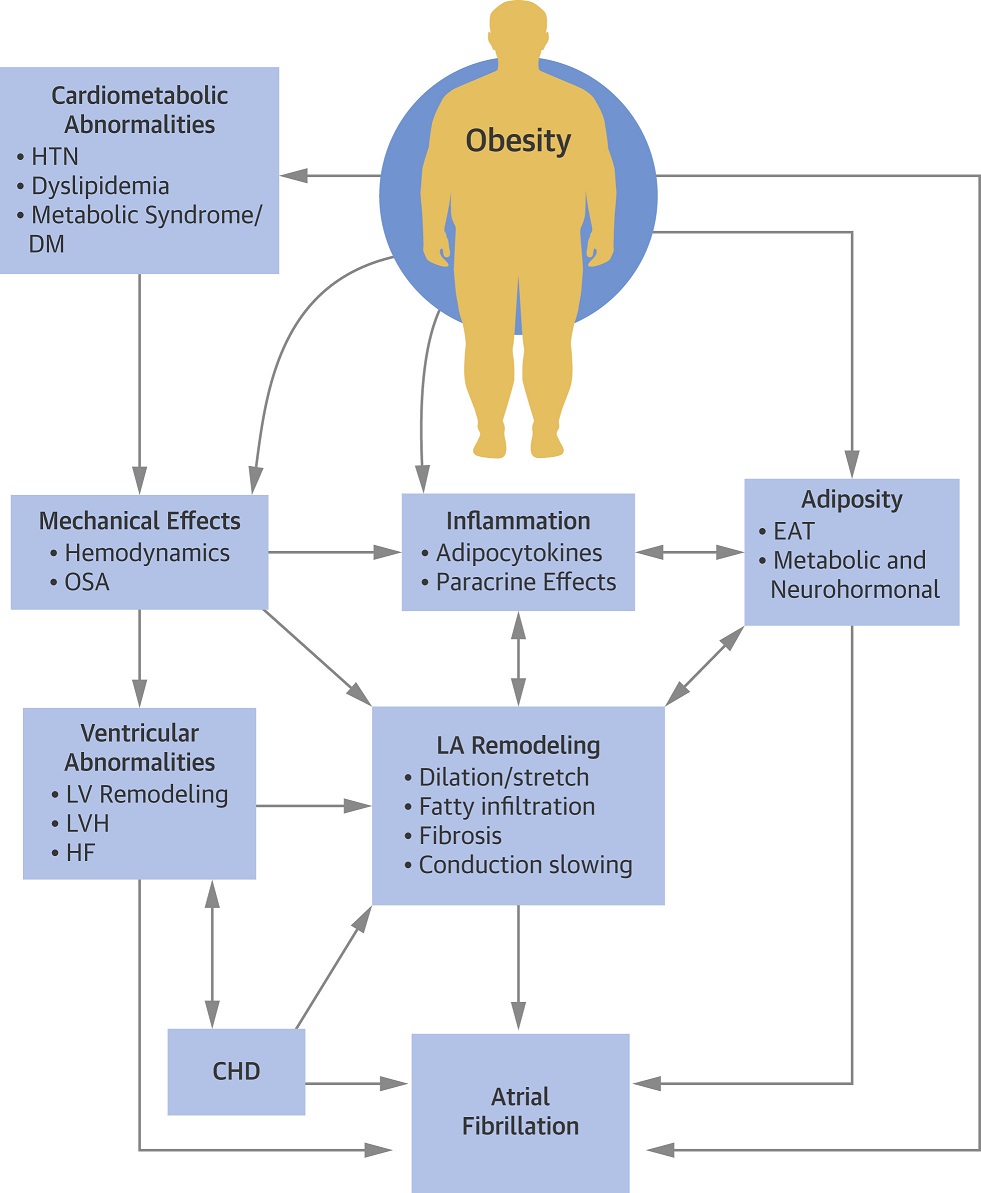 Obesity
Cardiometabolic
Abnormalities
• HTN
• Dyslipidemia
• Metabolic Syndrome/
DM
Mechanical Effects
• Hemodynamics
• OSA
Inflammation
• Adipocytokines
• Paracrine Effects
Adiposity
• EAT
• Metabolic and
Neurohormonal
Ventricular
Abnormalities
• LV Remodeling
• LVH
• HF
LA Remodeling
• Dilation/stretch
• Fatty infiltration
• Fibrosis
• Conduction slowing
CHD
Atrial
Fibrillation